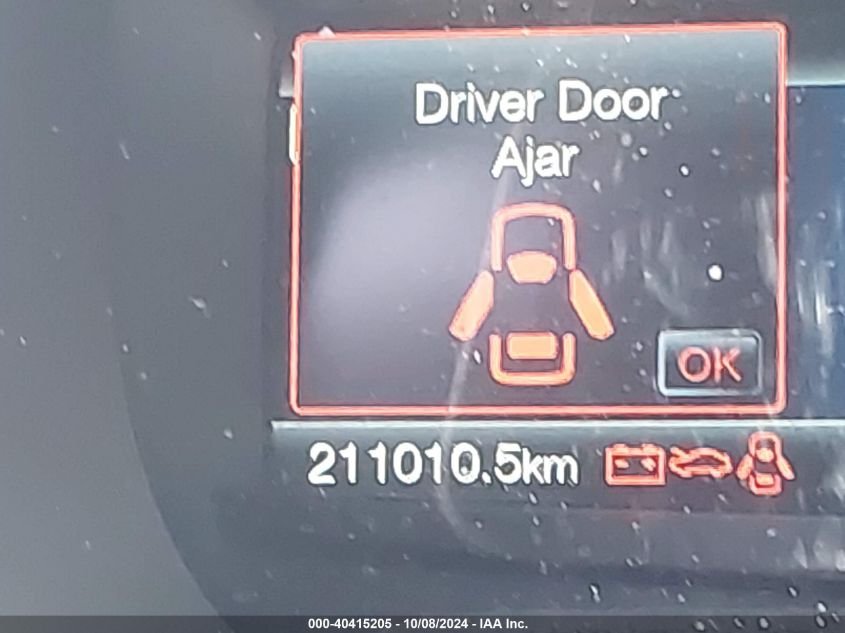 Driver Door
Ajar
OK
211010.5km
000-40415205 - 10/08/2024 - IAA Inc.